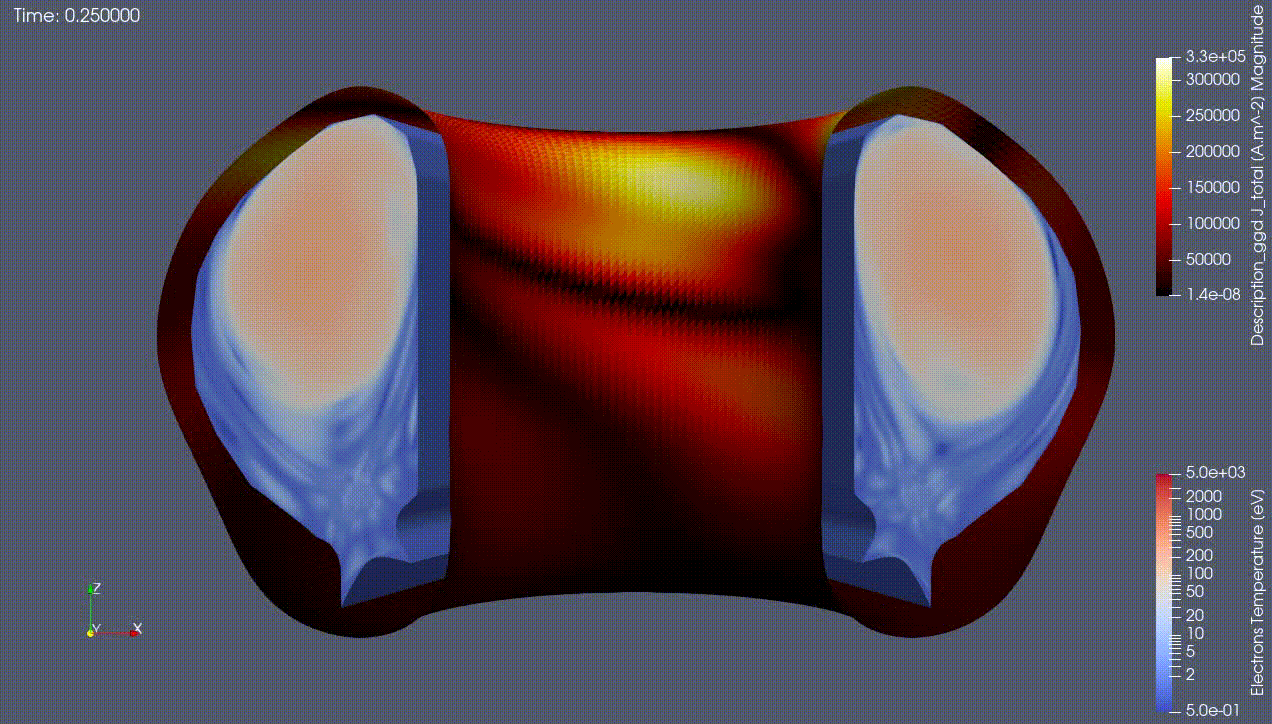 Time: 0.250000
3.3e+05
300000
250000
200000
150000
100000
50000
1.4e-08
Description_ggd J_total (A.m^-2) Magnitude
5.0e+03
2000
1000
500
200
100
50
20
10
5
2
5.0e-01
Electrons Temperature (eV)
Z
Y
X